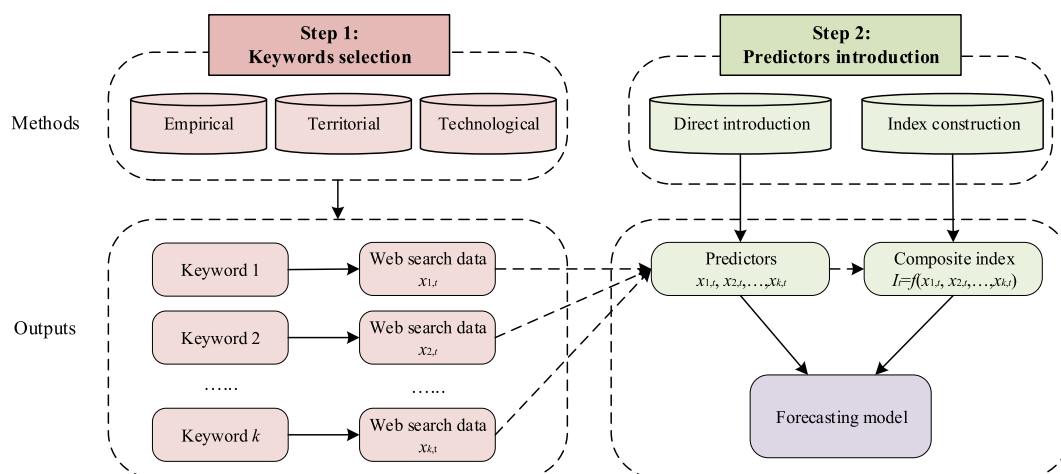 Step 1:
Keywords selection
Step 2:
Predictors introduction
Methods
Empirical
Territorial
Technological
Direct introduction
Index construction
Outputs
Keyword 1
Web search data
x1,t
Keyword 2
Web search data
x2,t
......
......
Keyword k
Web search data
xk,t
Predictors
x1,t, x2,t,…,xk,t
Composite index
It=f(x1,t, x2,t,…,xk,t)
Forecasting model